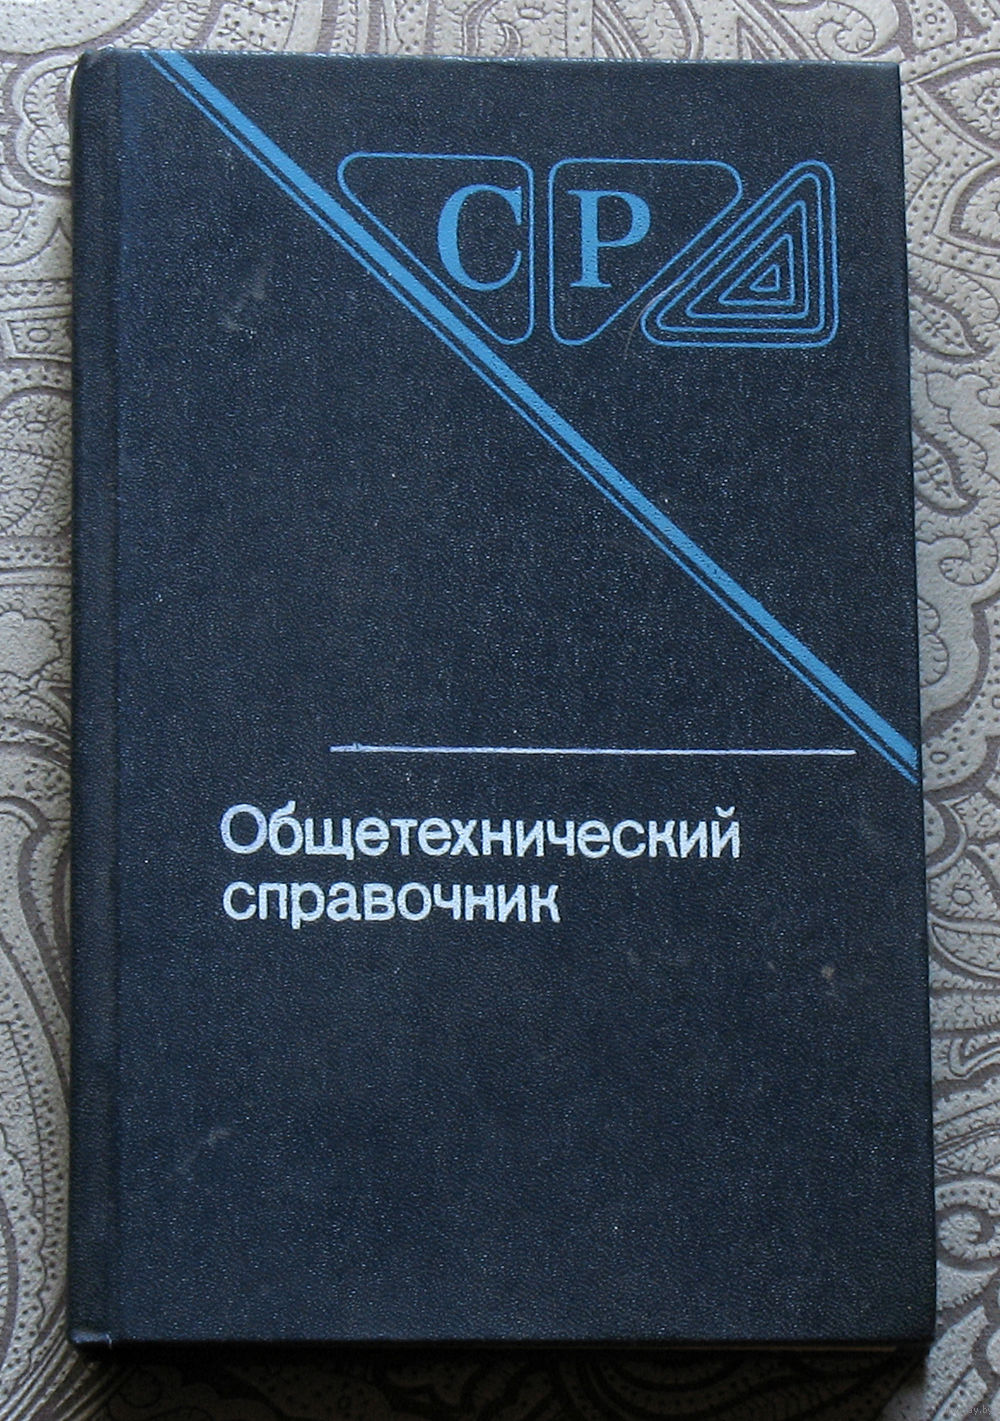 СР
Общетехнический
справочник